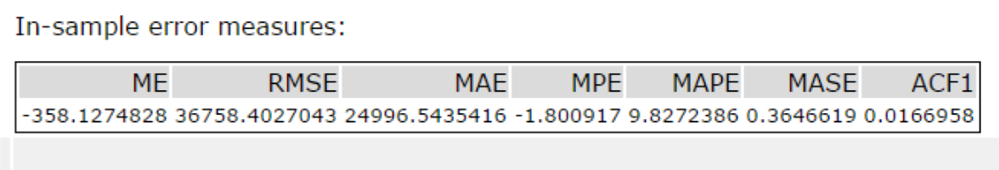 In-sample error measures:
ME RMSE MAE MPE MAPE MASE ACF1
-358.1274828 36758.4027043 24996.5435416 -1.800917 9.8272386 0.3646619 0.0166958